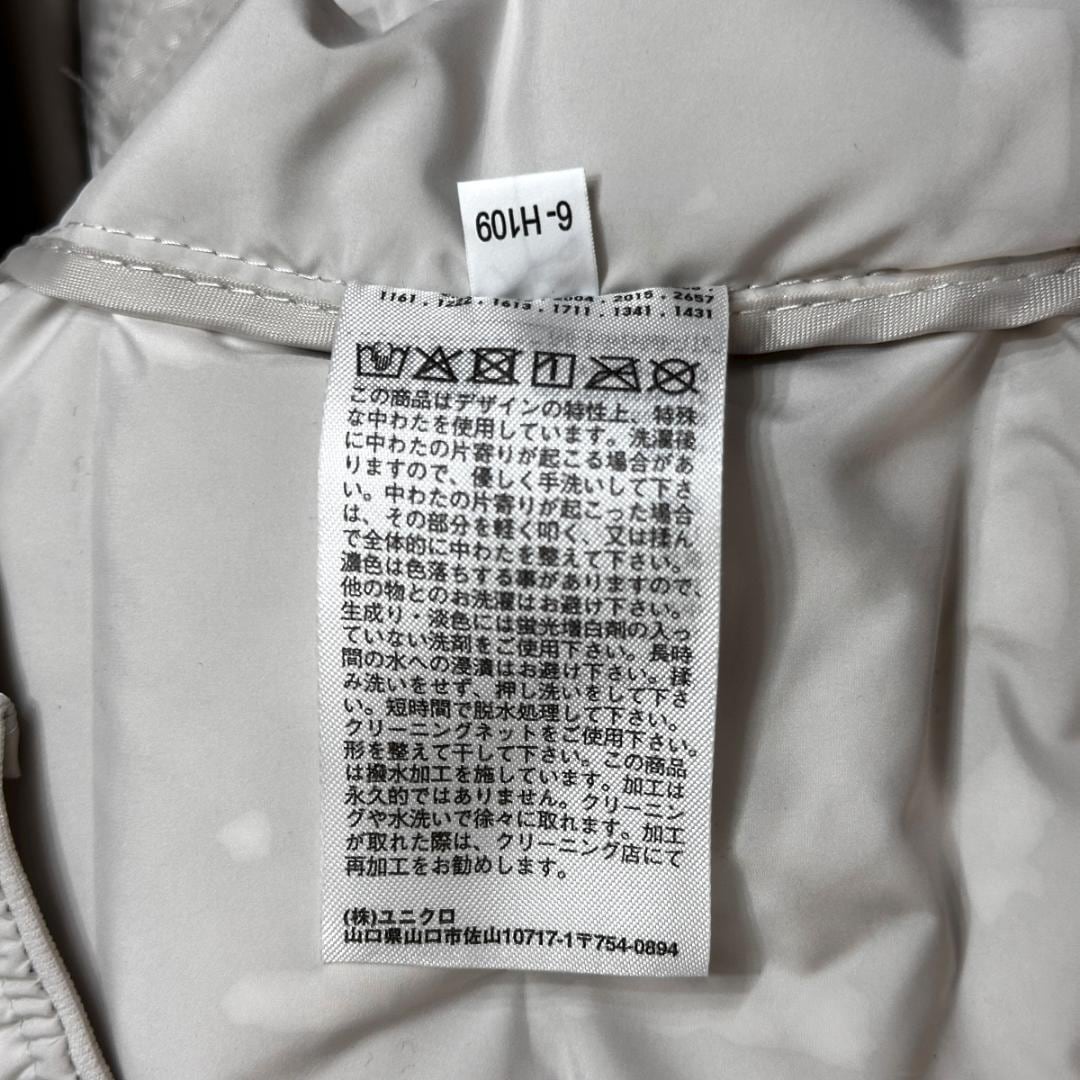 6-H109
1161 . 1222 . 1613 . 2004 . 2015 . 2657
1711 . 1341 . 1431
この商品はデザインの特性上、特殊
な中わたを使用しています。洗濯後
に中わたの片寄りが起こる場合があ
りますので、優しく手洗いして下さ
い。中わたの片寄りが起こった場合
は、その部分を軽く叩く、又は揉ん
で全体的に中わたを整えて下さい。
濃色は色落ちする事がありますので、
他の物とのお洗濯はお避け下さい。
生成り・淡色には蛍光増白剤の入っ
ていない洗剤をご使用下さい。長時
間の水への浸漬はお避け下さい。揉
み洗いをせず、押し洗いをして下さ
い。短時間で脱水処理して下さい。
クリーニングネットをご使用下さい。
形を整えて干して下さい。この商品
は撥水加工を施しています。加工は
永久的ではありません。クリーニン
グや水洗いで徐々に取れます。加工
が取れた際は、クリーニング店にて
再加工をお勧めします。
(株)ユニクロ
山口県山口市佐山10717-1〒754-0894